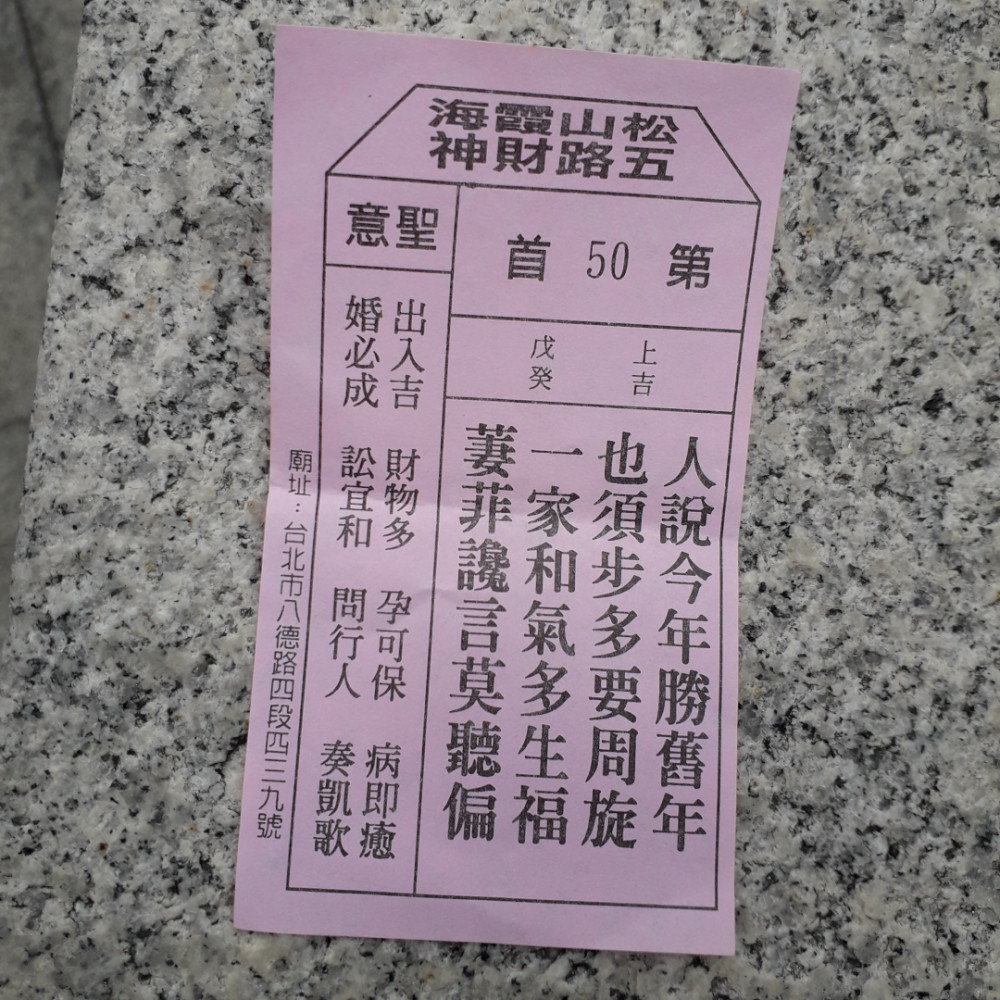 松山霞海
五路財神
第50首
上吉
戊癸
人說今年勝舊年
也須步多要周旋
一家和氣多生福
萋菲讒言莫聽偏
聖意
出入吉 財物多 孕可保 病即癒
婚必成 訟宜和 問行人 奏凱歌
廟址：台北市八德路四段四三九號